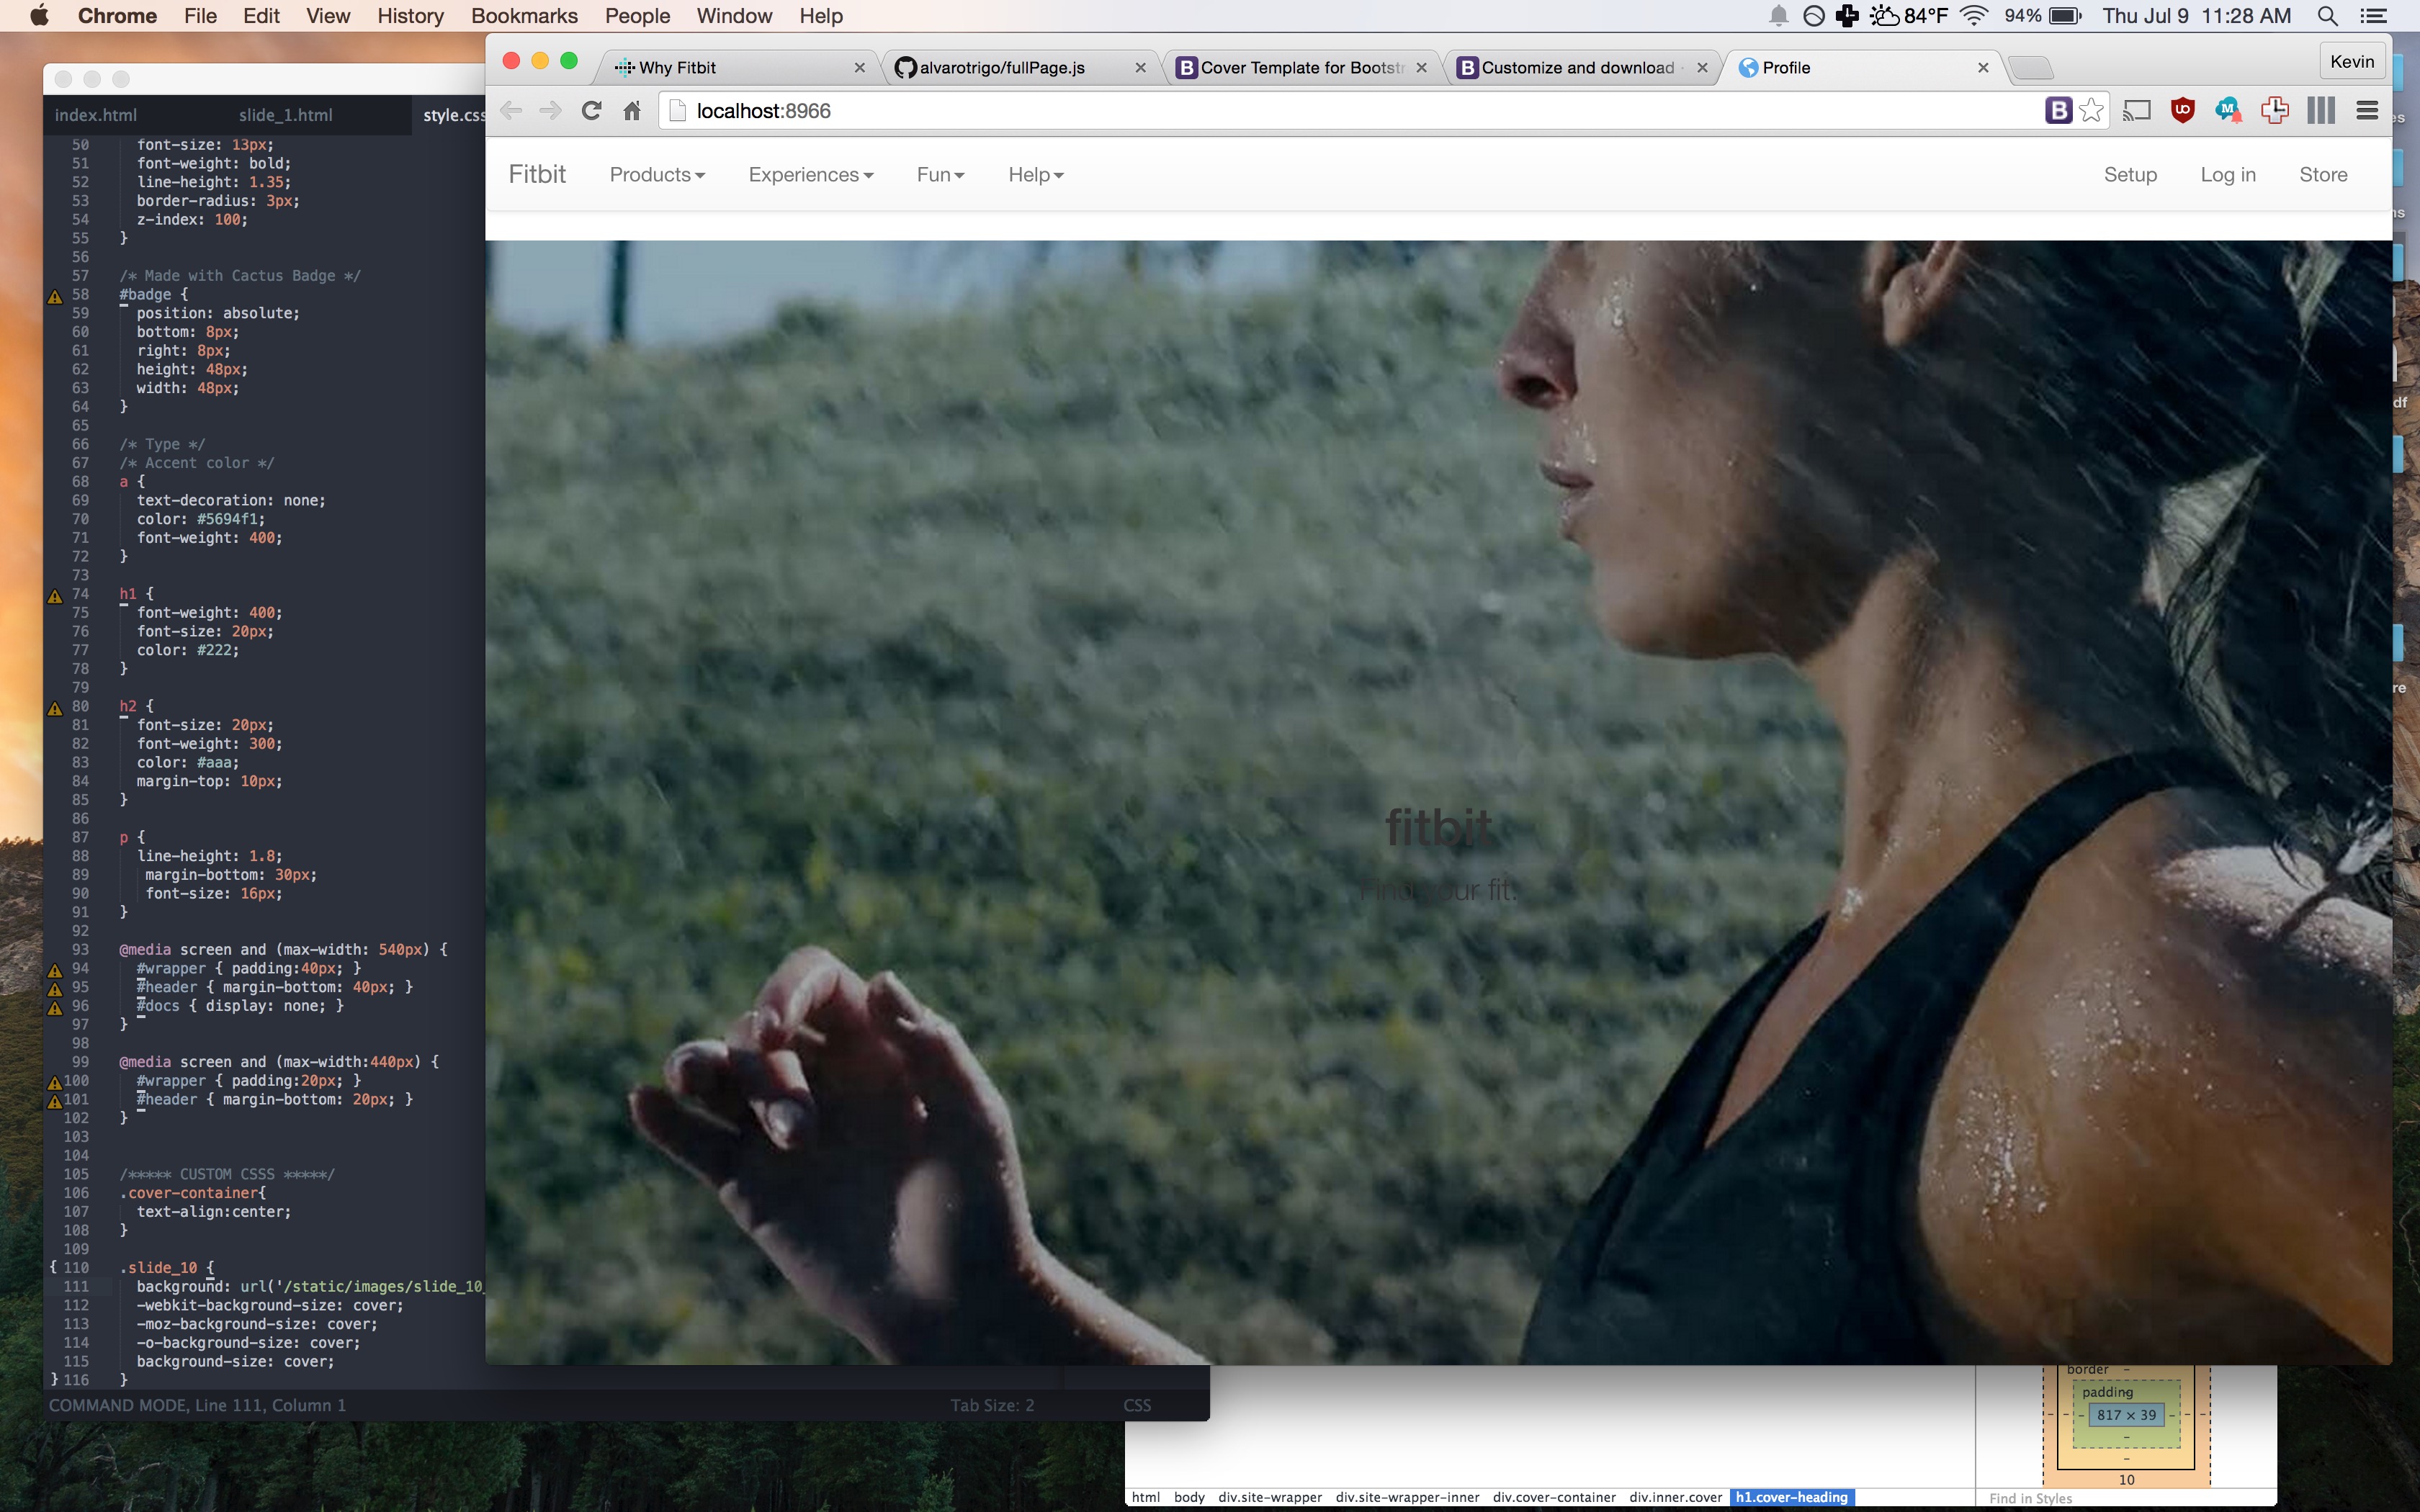 Chrome File Edit View History Bookmarks People Window Help 84°F 94% Thu Jul 9 11:28 AM
Why Fitbit alvarotrigo/fullPage.js Cover Template for Bootstr Customize and download Profile Kevin
localhost:8966
Fitbit Products Experiences Fun Help Setup Log in Store
fitbit
Find your fit.
index.html slide_1.html style.css
50 font-size: 13px;
51 font-weight: bold;
52 line-height: 1.35;
53 border-radius: 3px;
54 z-index: 100;
55 }
56
57 /* Made with Cactus Badge */
58 #badge {
59 position: absolute;
60 bottom: 8px;
61 right: 8px;
62 height: 48px;
63 width: 48px;
64 }
65
66 /* Type */
67 /* Accent color */
68 a {
69 text-decoration: none;
70 color: #5694f1;
71 font-weight: 400;
72 }
73
74 h1 {
75 font-weight: 400;
76 font-size: 20px;
77 color: #222;
78 }
79
80 h2 {
81 font-size: 20px;
82 font-weight: 300;
83 color: #aaa;
84 margin-top: 10px;
85 }
86
87 p {
88 line-height: 1.8;
89 margin-bottom: 30px;
90 font-size: 16px;
91 }
92
93 @media screen and (max-width: 540px) {
94 #wrapper { padding:40px; }
95 #header { margin-bottom: 40px; }
96 #docs { display: none; }
97 }
98
99 @media screen and (max-width:440px) {
100 #wrapper { padding:20px; }
101 #header { margin-bottom: 20px; }
102 }
103
104
105 /***** CUSTOM CSSS *****/
106 .cover-container{
107 text-align:center;
108 }
109
{ 110 .slide_10 {
111 background: url('/static/images/slide_10_
112 -webkit-background-size: cover;
113 -moz-background-size: cover;
114 -o-background-size: cover;
115 background-size: cover;
} 116 }
COMMAND MODE, Line 111, Column 1 Tab Size: 2 CSS
border –
padding
817 × 39
10
html body div.site-wrapper div.site-wrapper-inner div.cover-container div.inner.cover h1.cover-heading Find in Styles